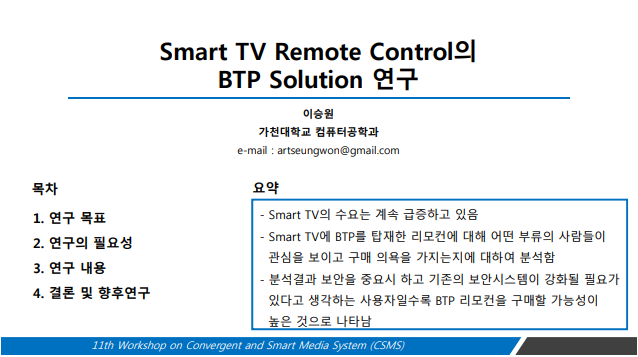 Smart TV Remote Control의
BTP Solution 연구
이승원
가천대학교 컴퓨터공학과
e-mail : artseungwon@gmail.com
목차
1. 연구 목표
2. 연구의 필요성
3. 연구 내용
4. 결론 및 향후연구
요약
- Smart TV의 수요는 계속 급증하고 있음
- Smart TV에 BTP를 탑재한 리모컨에 대해 어떤 부류의 사람들이
관심을 보이고 구매 의욕을 가지는지에 대하여 분석함
- 분석결과 보안을 중요시 하고 기존의 보안시스템이 강화될 필요가
있다고 생각하는 사용자일수록 BTP 리모컨을 구매할 가능성이
높은 것으로 나타남
11th Workshop on Convergent and Smart Media System (CSMS)